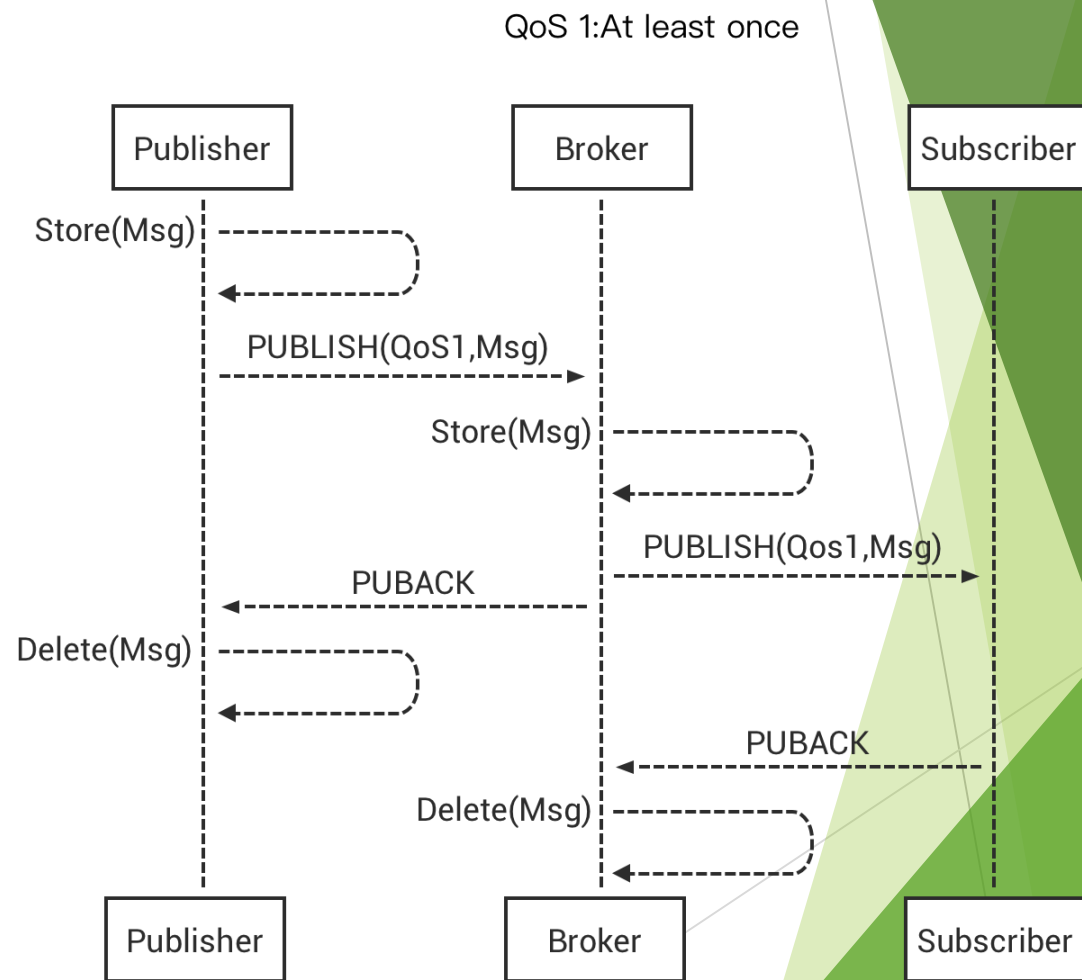 QoS 1:At least once
Publisher
Broker
Subscriber
Store(Msg)
PUBLISH(QoS1,Msg)
Store(Msg)
PUBLISH(Qos1,Msg)
PUBACK
Delete(Msg)
PUBACK
Delete(Msg)
Publisher
Broker
Subscriber